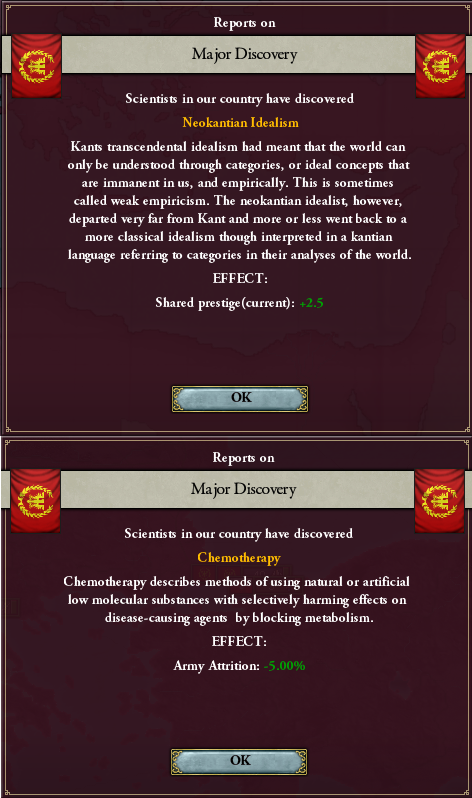 Reports on
Major Discovery
Scientists in our country have discovered
Neokantian Idealism
Kants transcendental idealism had meant that the world can
only be understood through categories, or ideal concepts that
are immanent in us, and empirically. This is sometimes
called weak empiricism. The neokantian idealist, however,
departed very far from Kant and more or less went back to a
more classical idealism though interpreted in a kantian
language referring to categories in their analyses of the world.
EFFECT:
Shared prestige(current): +2.5
OK
Reports on
Major Discovery
Scientists in our country have discovered
Chemotherapy
Chemotherapy describes methods of using natural or artificial
low molecular substances with selectively harming effects on
disease-causing agents by blocking metabolism.
EFFECT:
Army Attrition: -5.00%
OK